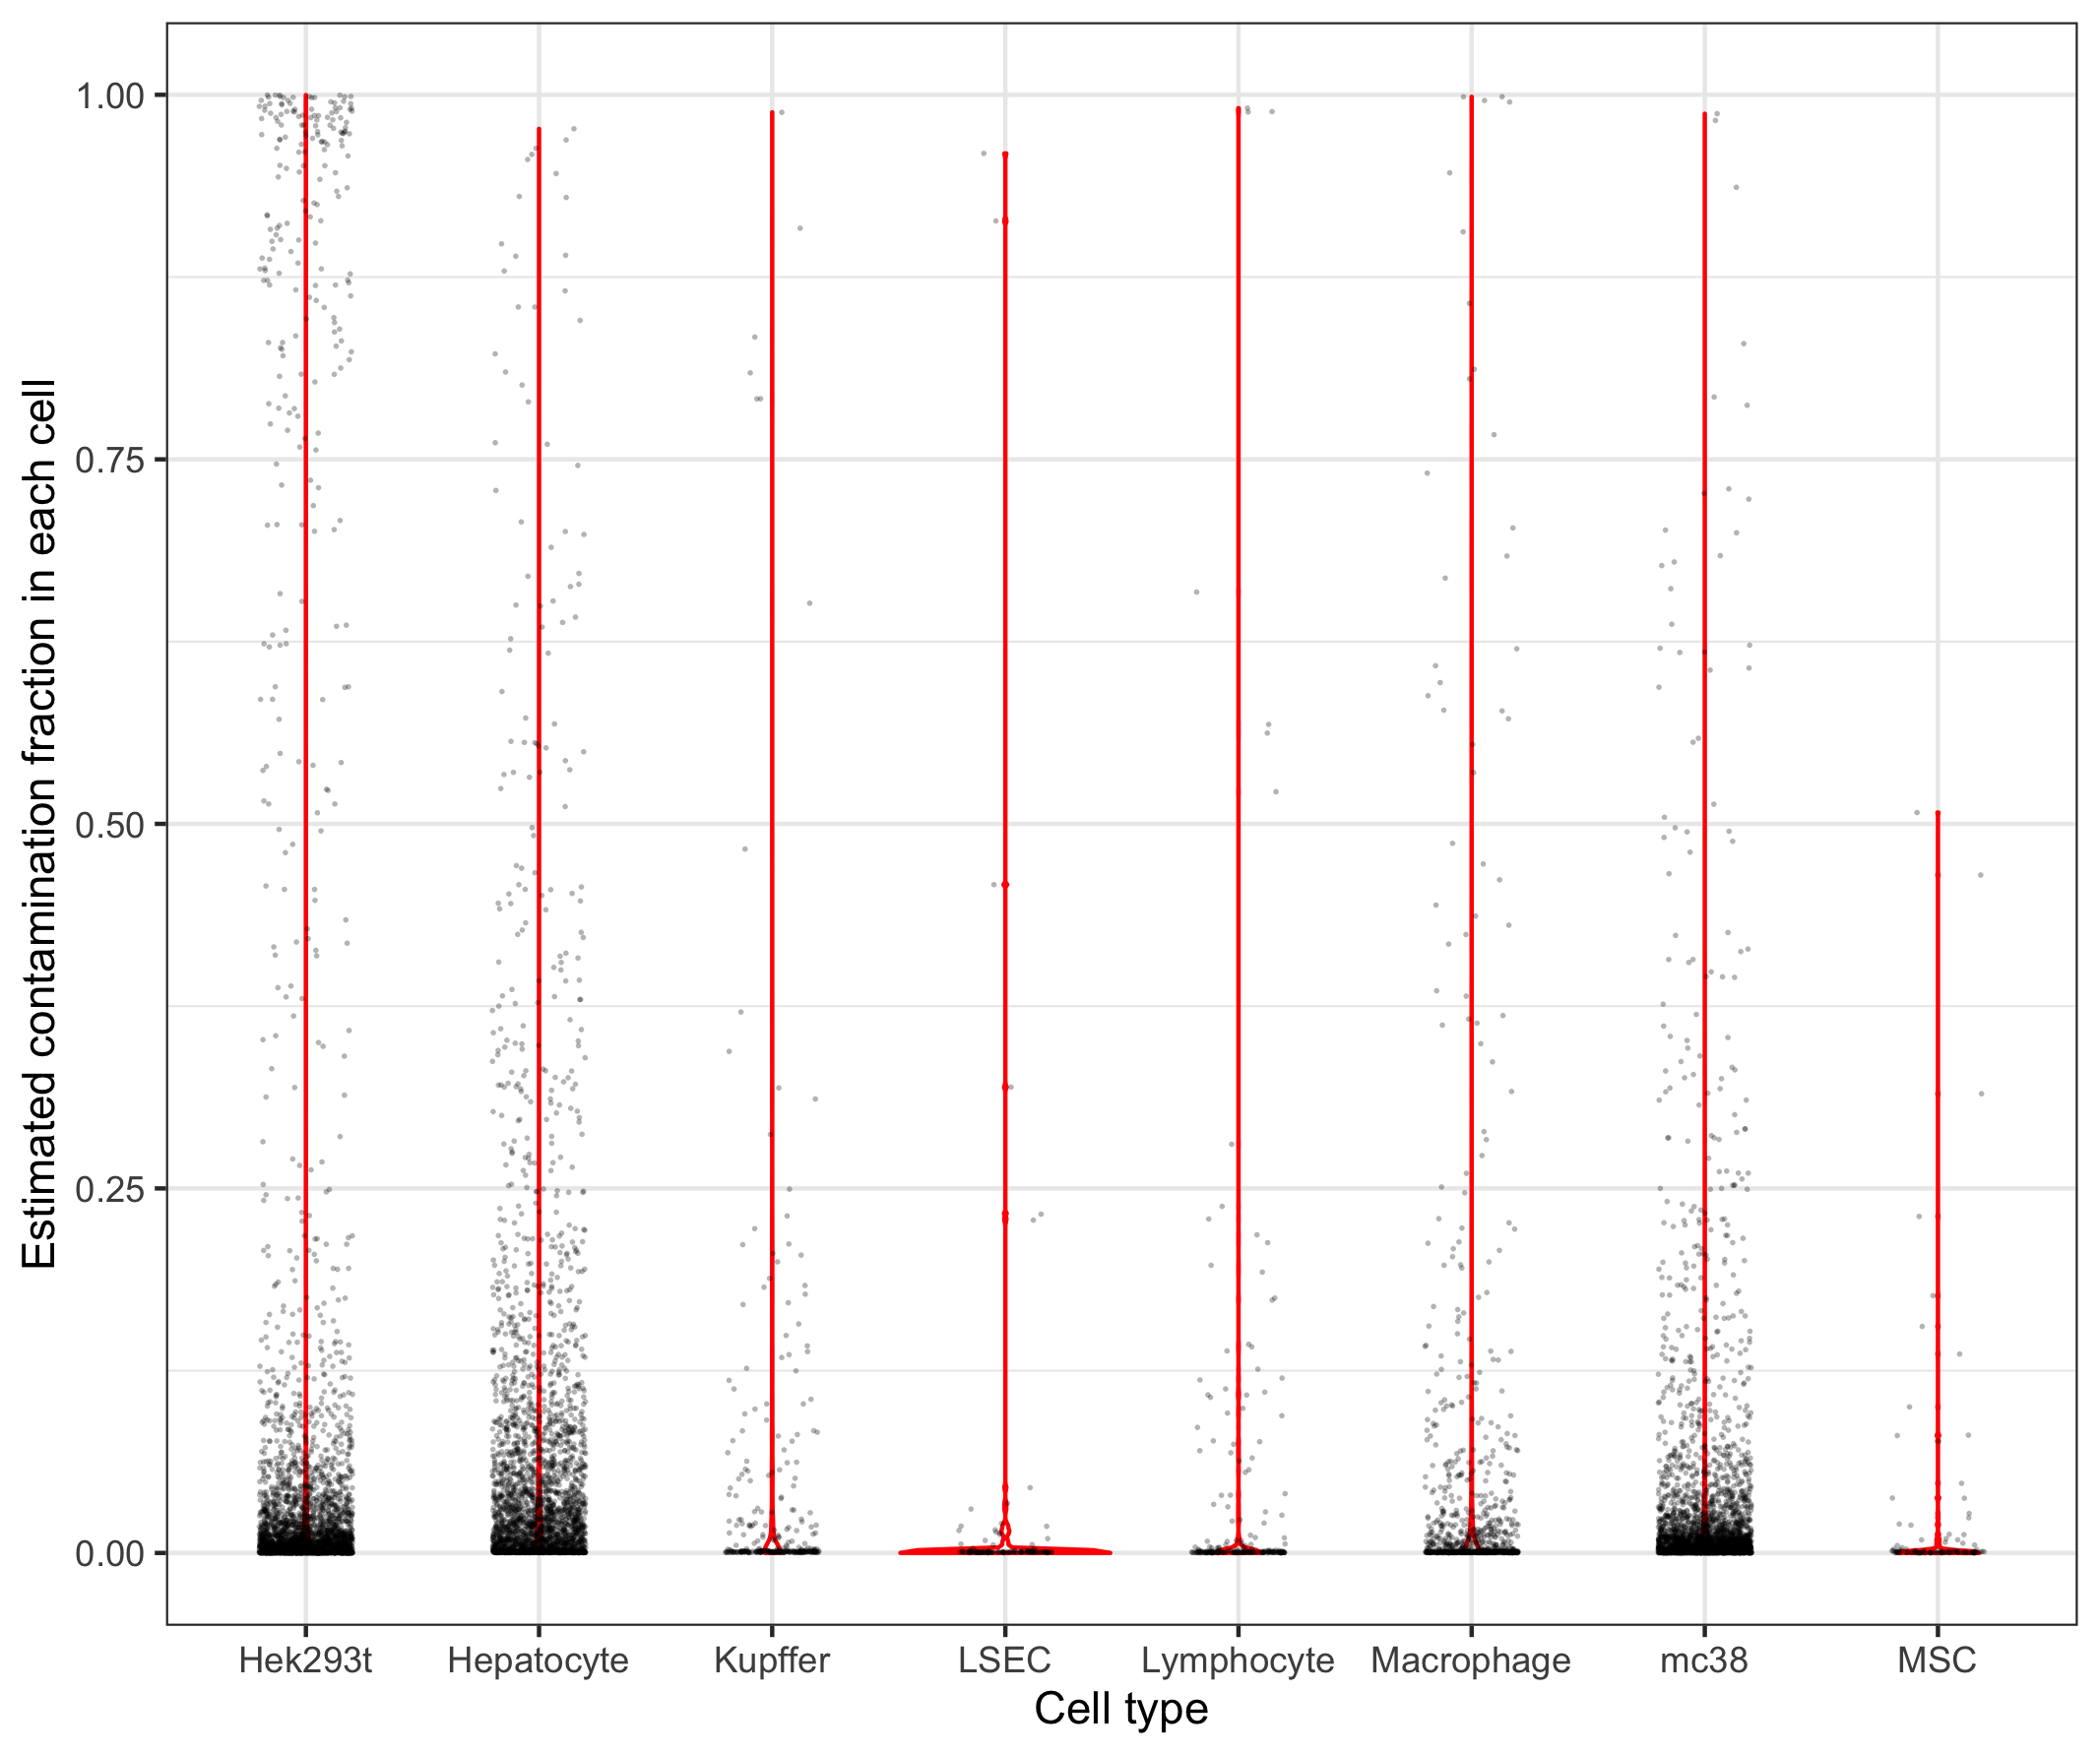 Estimated contamination fraction in each cell
1.00
0.75
0.50
0.25
0.00
Hek293t Hepatocyte Kupffer LSEC Lymphocyte Macrophage mc38 MSC
Cell type